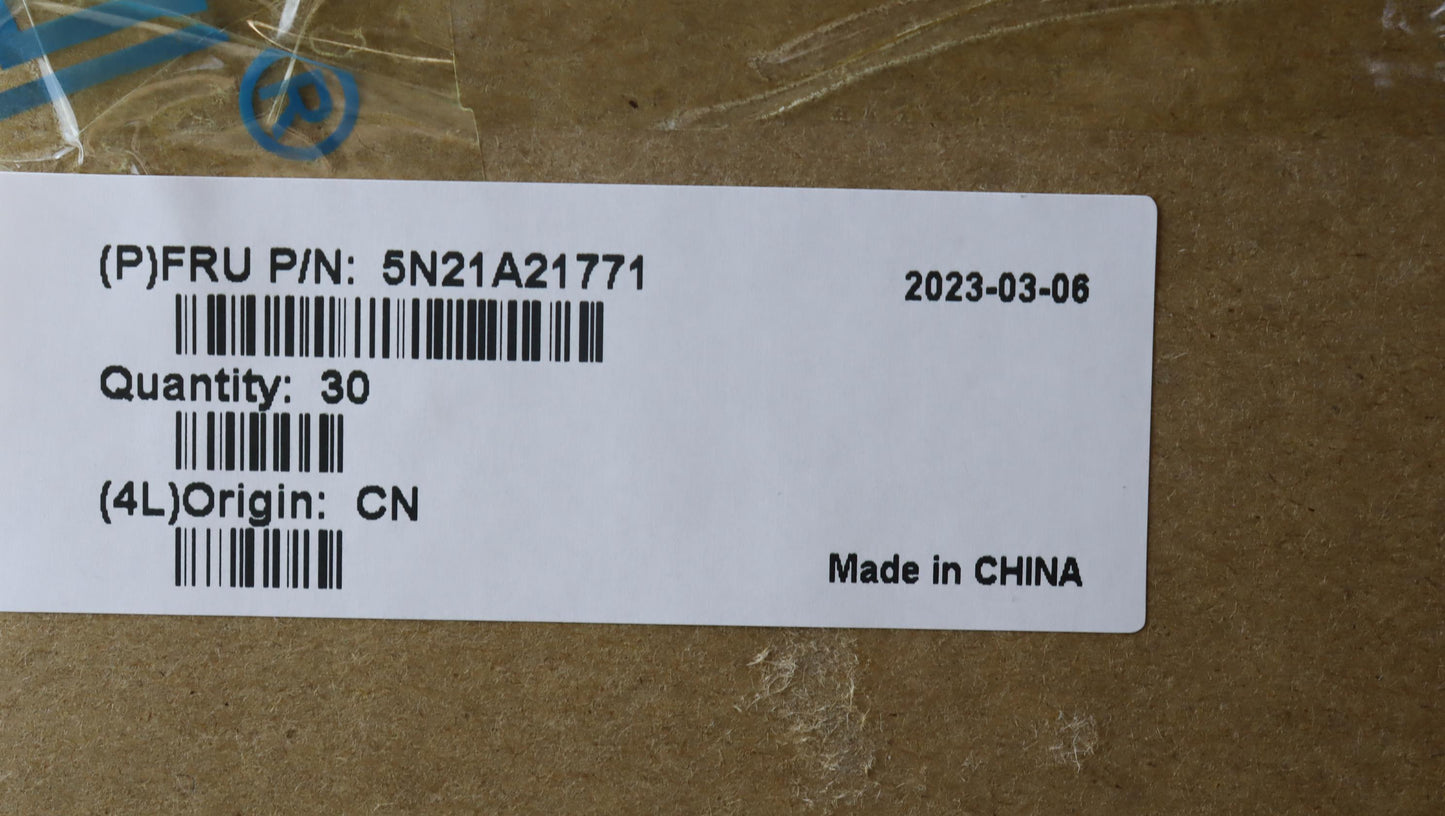 ®
(P)FRU P/N: 5N21A21771
2023-03-06
Quantity: 30
(4L)Origin: CN
Made in CHINA